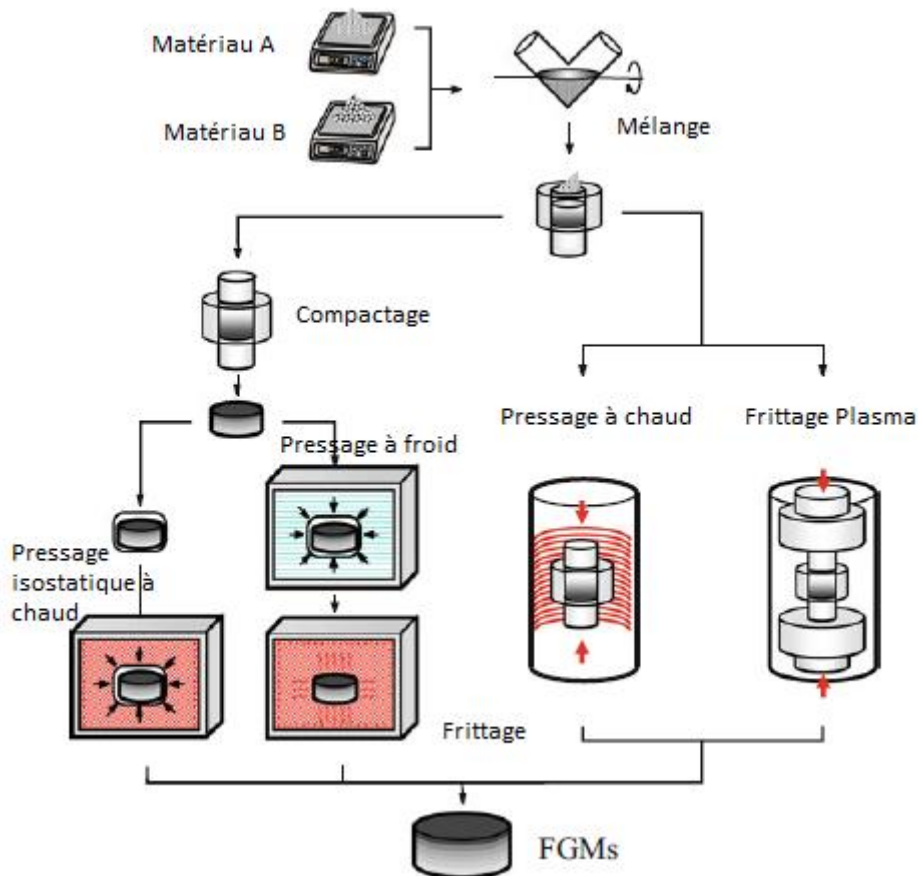 Matériau A
Matériau B
Mélange
Compactage
Pressage à chaud
Frittage Plasma
Pressage à froid
Pressage
isostatique à
chaud
Frittage
FGMs